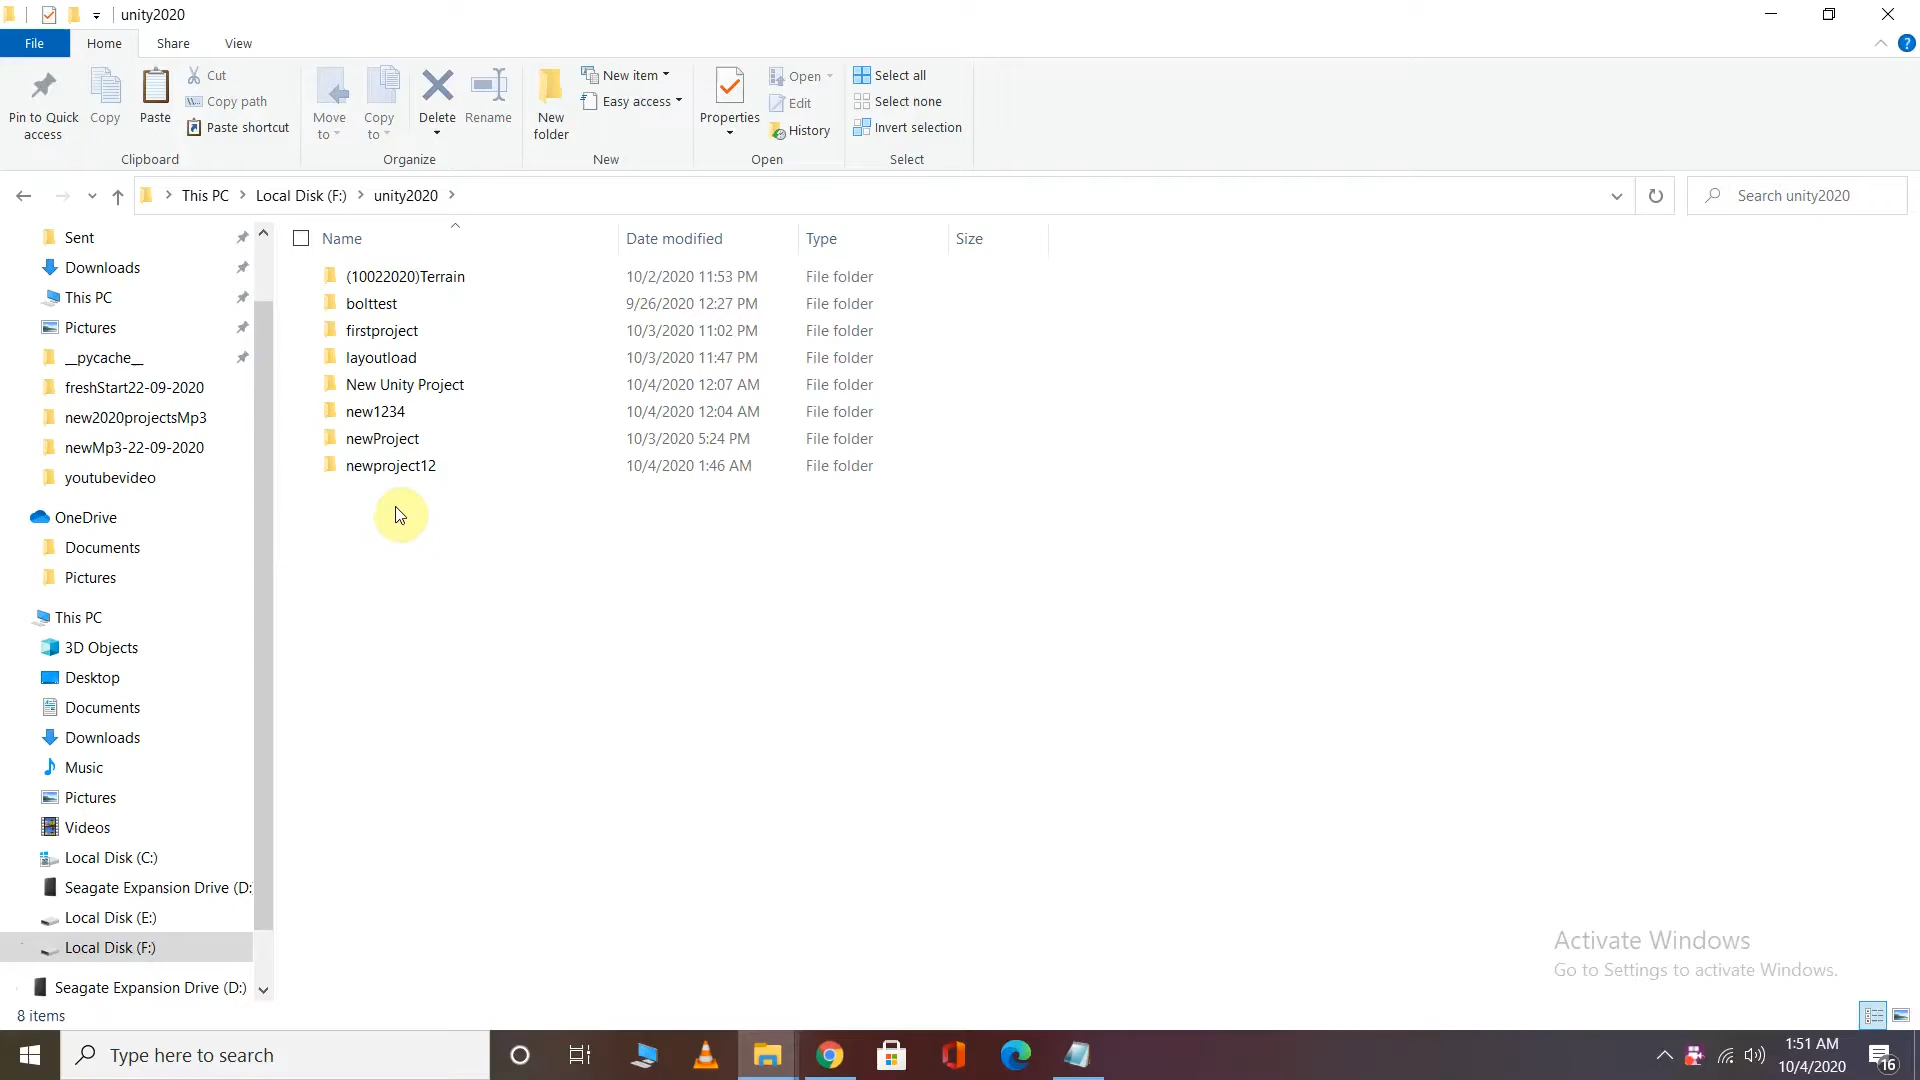 unity2020
File Home Share View
Pin to Quick access
Copy
Paste
Cut
Copy path
Paste shortcut
Clipboard
Move to
Copy to
Delete
Rename
Organize
New folder
New item
Easy access
New
Properties
Open
Edit
History
Open
Select all
Select none
Invert selection
Select
This PC > Local Disk (F:) > unity2020 >
Search unity2020
Sent
Downloads
This PC
Pictures
__pycache__
freshStart22-09-2020
new2020projectsMp3
newMp3-22-09-2020
youtubevideo
OneDrive
Documents
Pictures
This PC
3D Objects
Desktop
Documents
Downloads
Music
Pictures
Videos
Local Disk (C:)
Seagate Expansion Drive (D:
Local Disk (E:)
Local Disk (F:)
Seagate Expansion Drive (D:)
Name Date modified Type Size
(10022020)Terrain 10/2/2020 11:53 PM File folder
bolttest 9/26/2020 12:27 PM File folder
firstproject 10/3/2020 11:02 PM File folder
layoutload 10/3/2020 11:47 PM File folder
New Unity Project 10/4/2020 12:07 AM File folder
new1234 10/4/2020 12:04 AM File folder
newProject 10/3/2020 5:24 PM File folder
newproject12 10/4/2020 1:46 AM File folder
Activate Windows
Go to Settings to activate Windows.
8 items
Type here to search
1:51 AM
10/4/2020
16